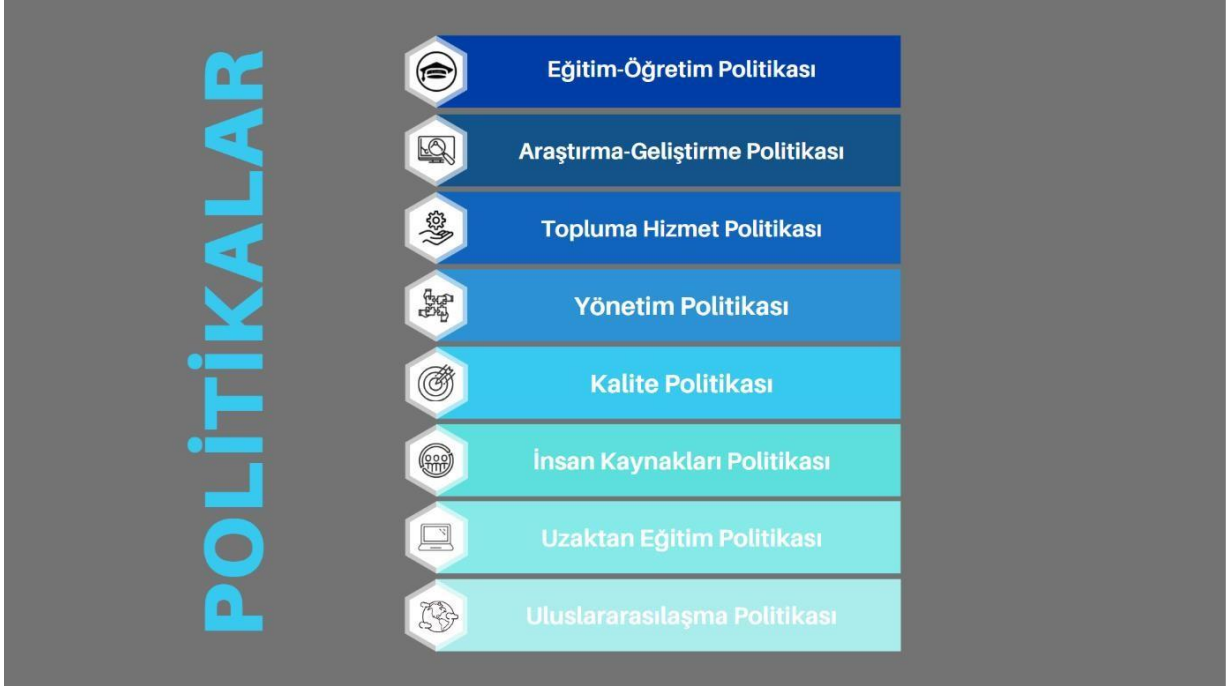 POLİTİKALAR
Eğitim-Öğretim Politikası
Araştırma-Geliştirme Politikası
Topluma Hizmet Politikası
Yönetim Politikası
Kalite Politikası
İnsan Kaynakları Politikası
Uzaktan Eğitim Politikası
Uluslararasılaşma Politikası